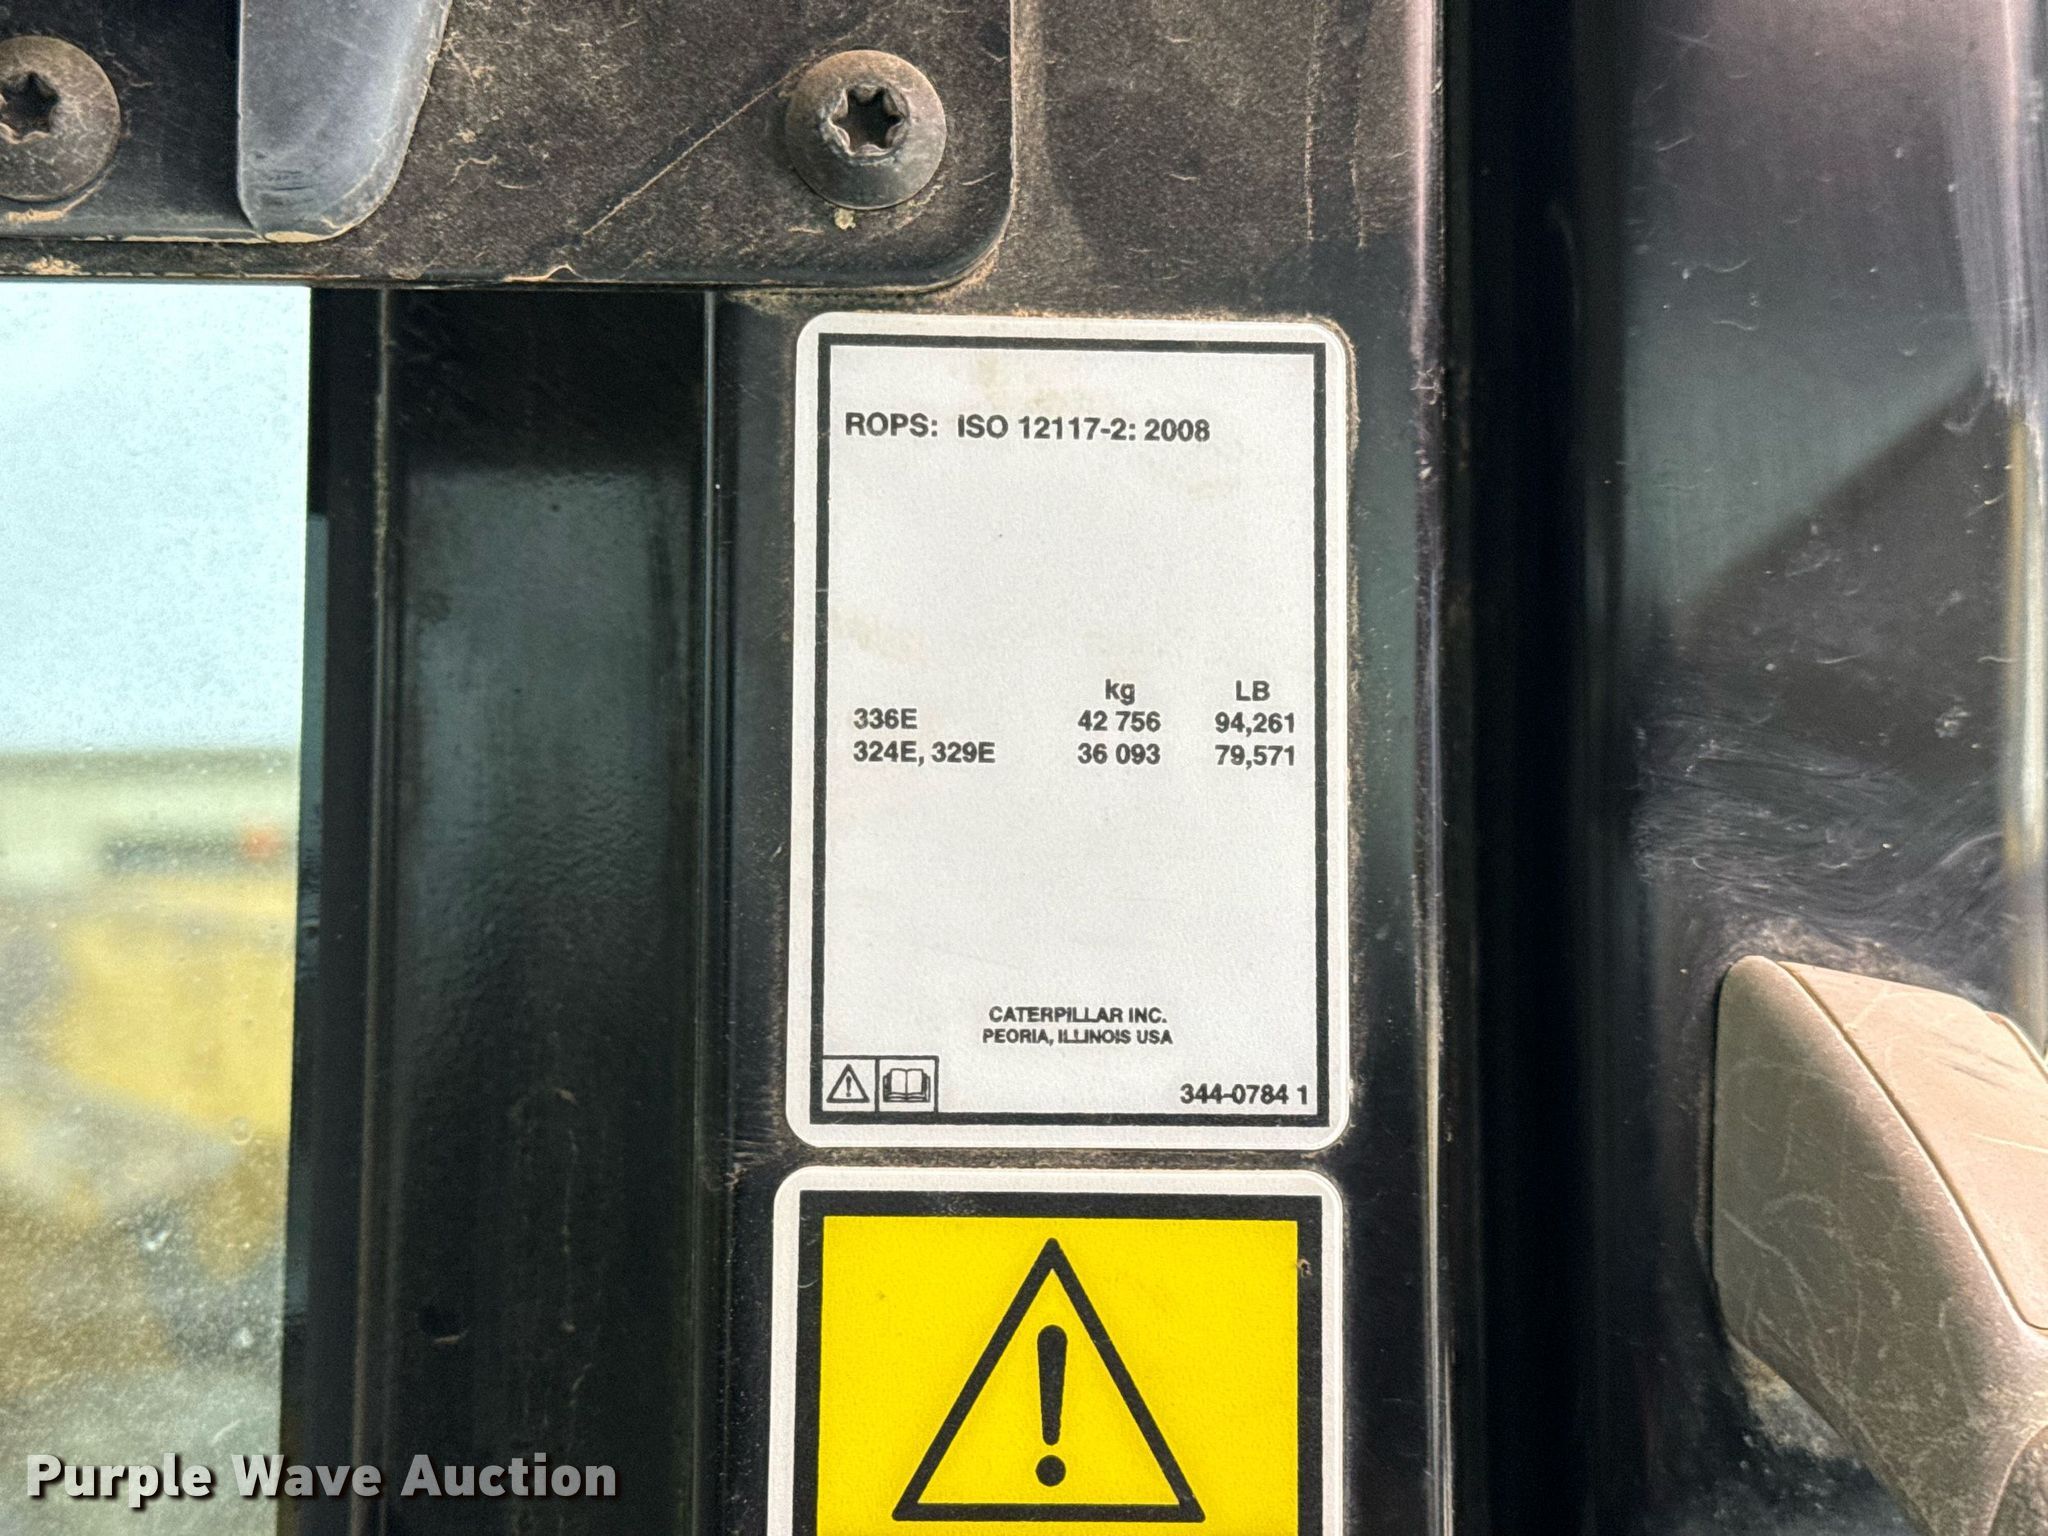 ROPS: ISO 12117-2: 2008
kg LB
336E 42 756 94,261
324E, 329E 36 093 79,571
CATERPILLAR INC.
PEORIA, ILLINOIS USA
344-0784 1
Purple Wave Auction